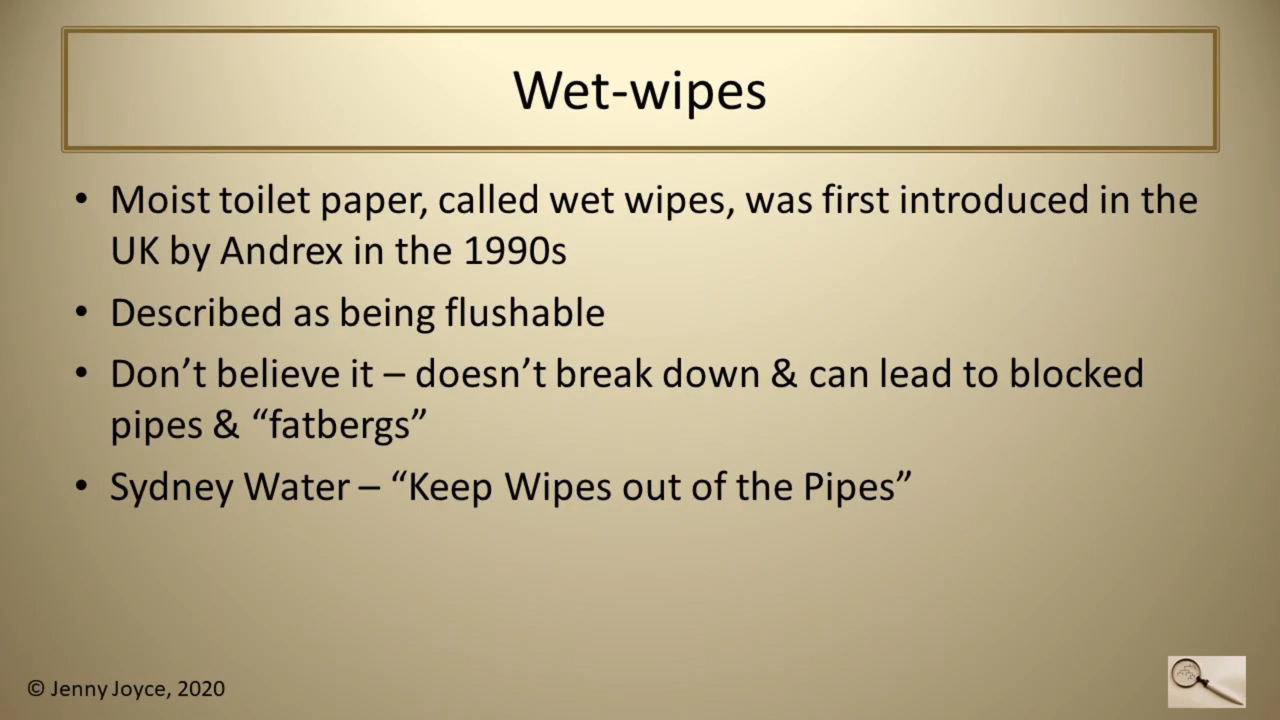 Wet-wipes
• Moist toilet paper, called wet wipes, was first introduced in the
UK by Andrex in the 1990s
• Described as being flushable
• Don’t believe it – doesn’t break down & can lead to blocked
pipes & “fatbergs”
• Sydney Water – “Keep Wipes out of the Pipes”
© Jenny Joyce, 2020